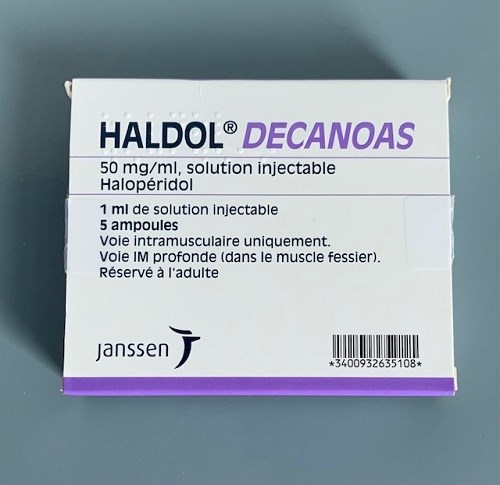 HALDOL® DECANOAS
50 mg/ml, solution injectable
Halopéridol
1 ml de solution injectable
5 ampoules
Voie intramusculaire uniquement.
Voie IM profonde (dans le muscle fessier).
Réservé à l'adulte
janssen
*3400932635108*